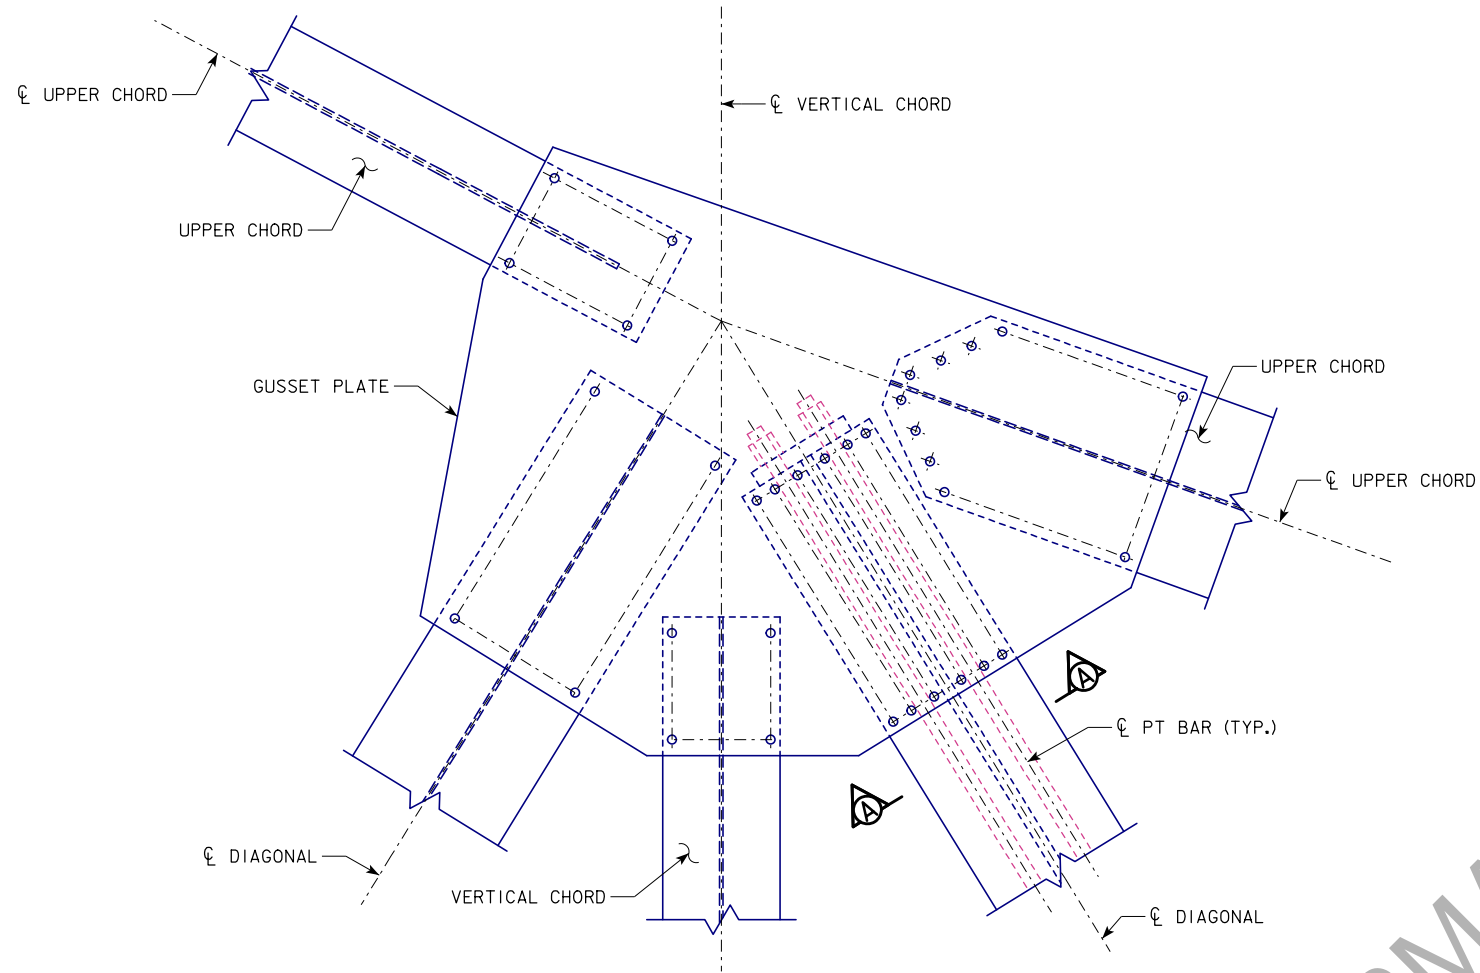 ℄ UPPER CHORD
℄ VERTICAL CHORD
UPPER CHORD
GUSSET PLATE
UPPER CHORD
℄ UPPER CHORD
A
℄ PT BAR (TYP.)
A
℄ DIAGONAL
VERTICAL CHORD
℄ DIAGONAL